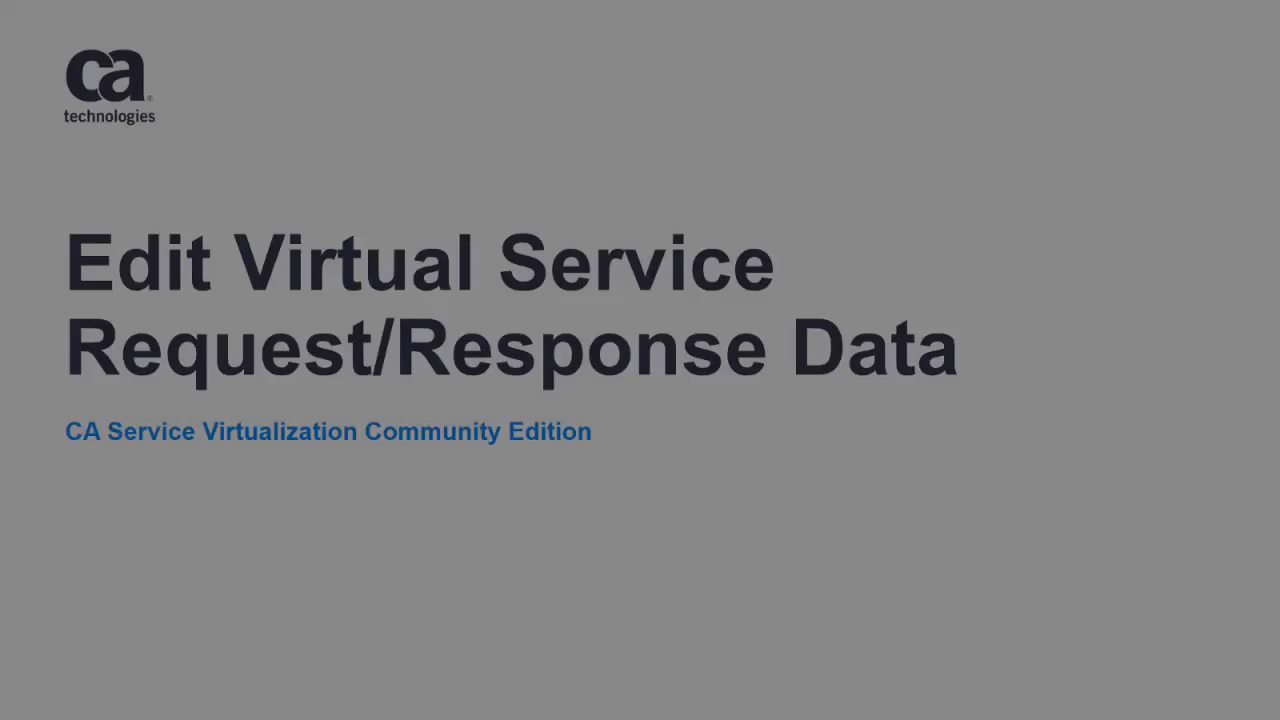 ca
technologies
Edit Virtual Service
Request/Response Data
CA Service Virtualization Community Edition